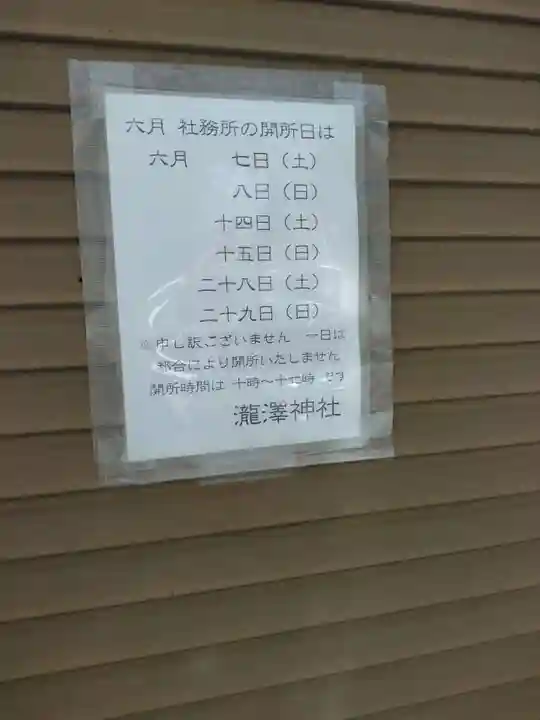 六月 社務所の開所日は
六月 七日(土)
八日(日)
十四日(土)
十五日(日)
二十八日(土)
二十九日(日)
※申し訳ございません 一日は
都合により開所いたしません
開所時間は 十時~十 時 です
瀧澤神社